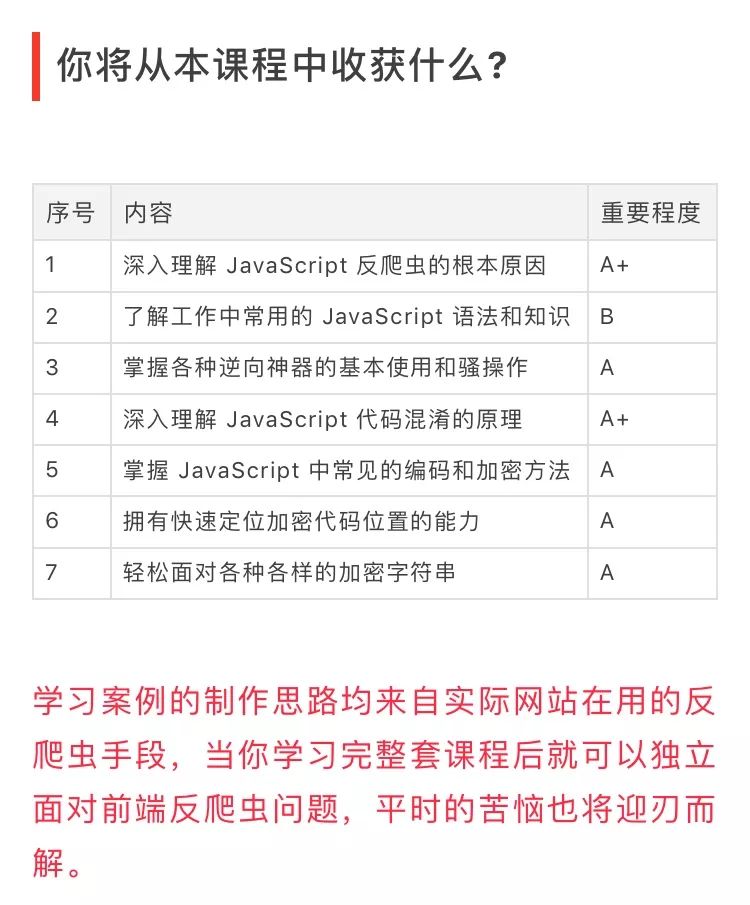 你将从本课程中收获什么?
序号 内容 重要程度
1 深入理解 JavaScript 反爬虫的根本原因 A+
2 了解工作中常用的 JavaScript 语法和知识 B
3 掌握各种逆向神器的基本使用和骚操作 A
4 深入理解 JavaScript 代码混淆的原理 A+
5 掌握 JavaScript 中常见的编码和加密方法 A
6 拥有快速定位加密代码位置的能力 A
7 轻松面对各种各样的加密字符串 A
学习案例的制作思路均来自实际网站在用的反
爬虫手段，当你学习完整套课程后就可以独立
面对前端反爬虫问题，平时的苦恼也将迎刃而
解。